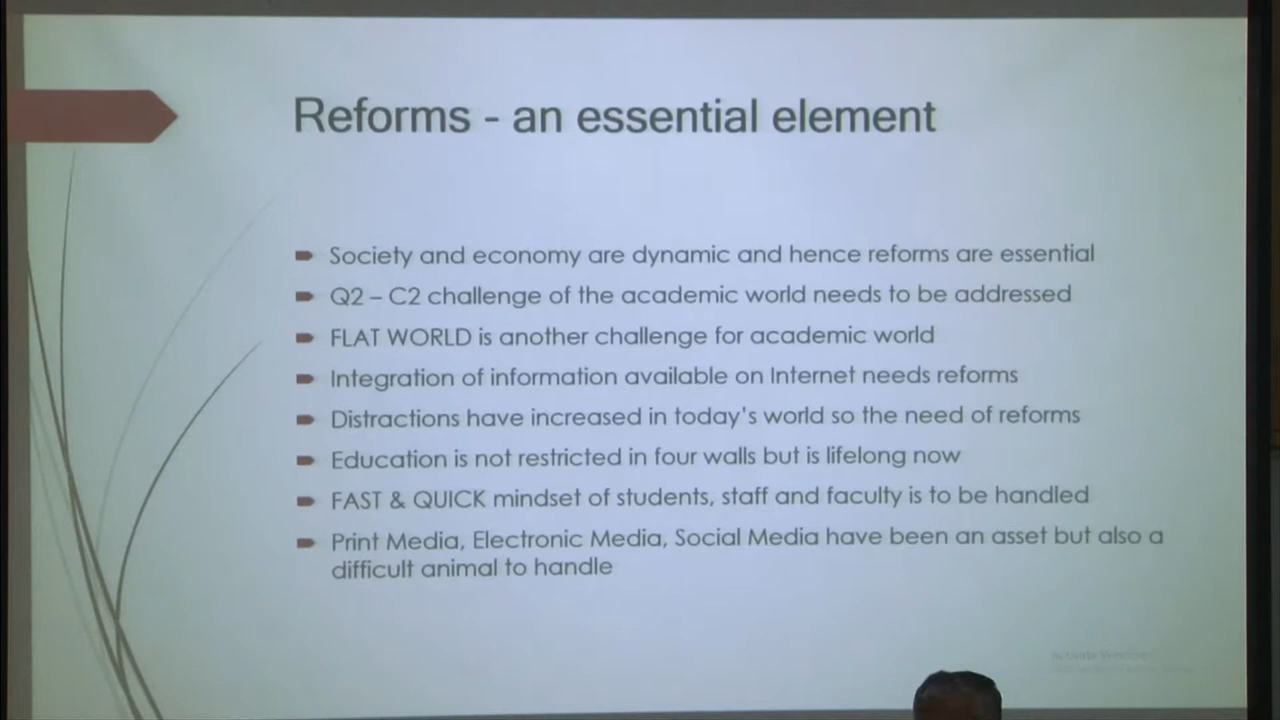 Reforms - an essential element
Society and economy are dynamic and hence reforms are essential
Q2 – C2 challenge of the academic world needs to be addressed
FLAT WORLD is another challenge for academic world
Integration of information available on Internet needs reforms
Distractions have increased in today's world so the need of reforms
Education is not restricted in four walls but is lifelong now
FAST & QUICK mindset of students, staff and faculty is to be handled
Print Media, Electronic Media, Social Media have been an asset but also a
difficult animal to handle
Activate Windows